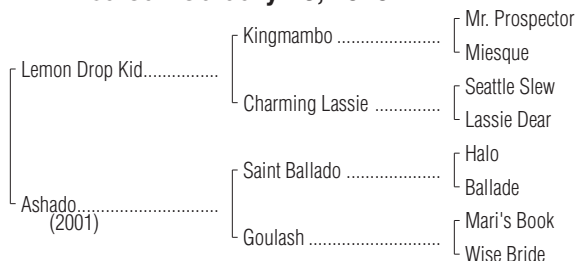 Mr. Prospector
Kingmambo ......................
Miesque
Lemon Drop Kid................
Seattle Slew
Charming Lassie ..............
Lassie Dear
Halo
Saint Ballado ....................
Ballade
Ashado..............................
(2001)
Mari's Book
Goulash ............................
Wise Bride